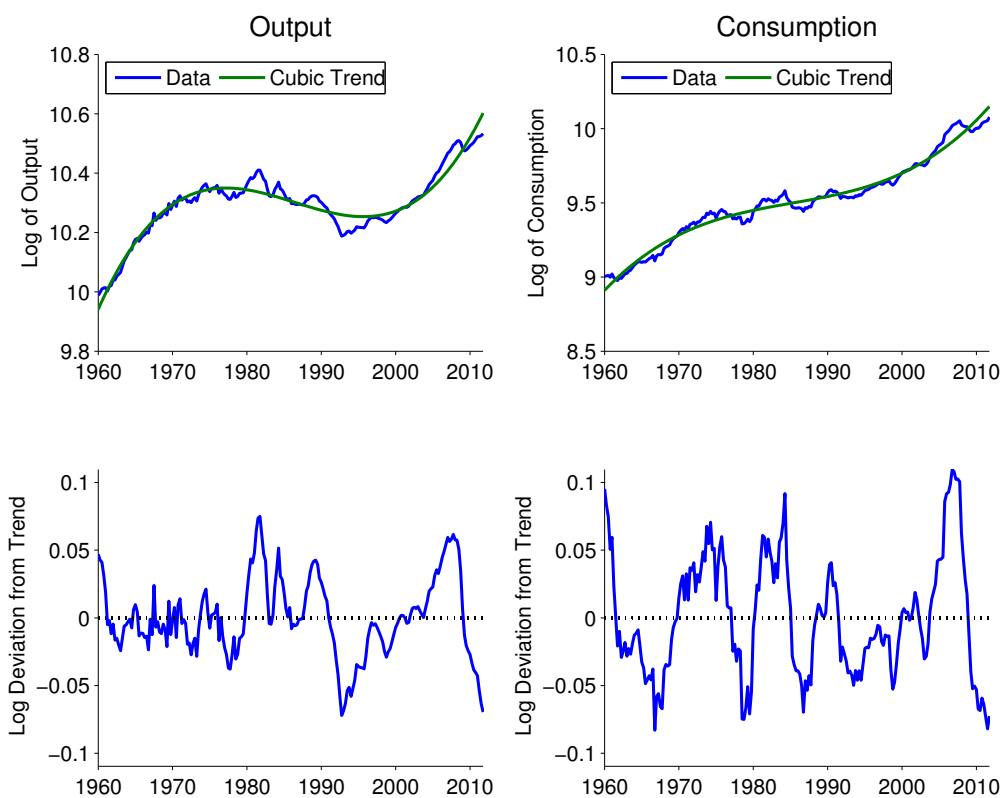 Output
10.8
10.6
10.4
10.2
10
9.8
Log of Output
Data
Cubic Trend
1960 1970 1980 1990 2000 2010
Consumption
10.5
10
9.5
9
8.5
Log of Consumption
Data
Cubic Trend
1960 1970 1980 1990 2000 2010
0.1
0.05
0
−0.05
−0.1
Log Deviation from Trend
1960 1970 1980 1990 2000 2010
0.1
0.05
0
−0.05
−0.1
Log Deviation from Trend
1960 1970 1980 1990 2000 2010